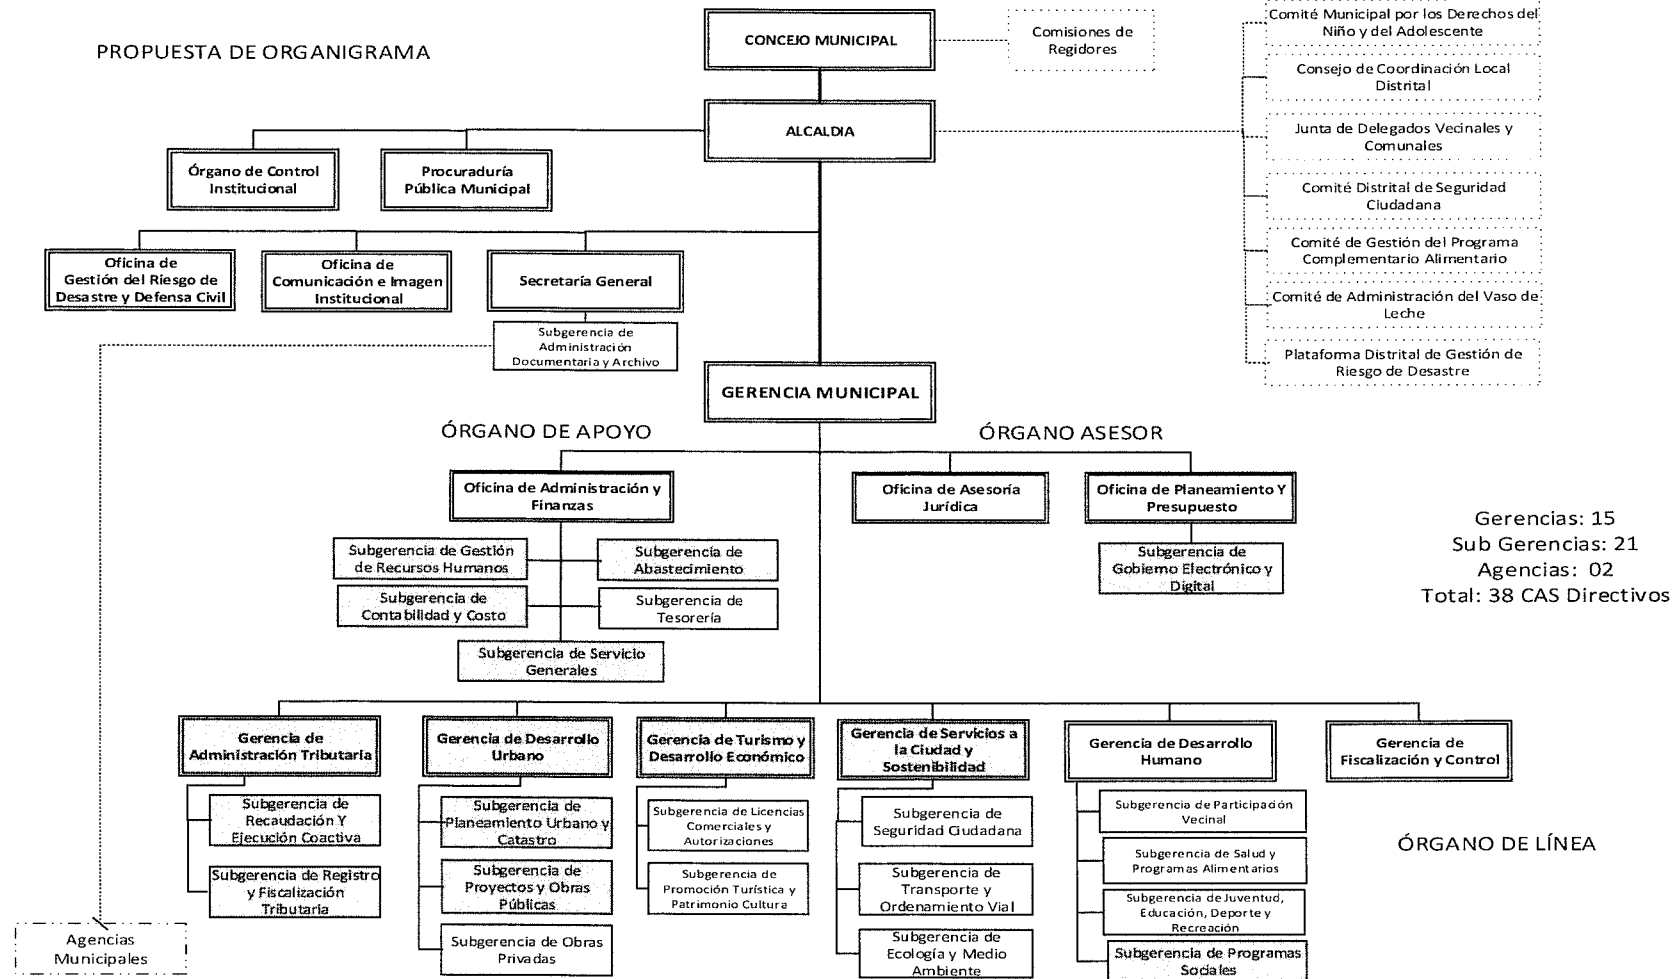 PROPUESTA DE ORGANIGRAMA
CONCEJO MUNICIPAL
Comisiones de
Regidores
Comité Municipal por los Derechos del
Niño y del Adolescente
Consejo de Coordinación Local
Distrital
ALCALDIA
Junta de Delegados Vecinales y
Comunales
Órgano de Control
Institucional
Procuraduría
Pública Municipal
Comité Distrital de Seguridad
Ciudadana
Comité de Gestión del Programa
Complementario Alimentario
Comité de Administración del Vaso de
Leche
Plataforma Distrital de Gestión de
Riesgo de Desastre
Oficina de
Gestión del Riesgo de
Desastre y Defensa Civil
Oficina de
Comunicación e Imagen
Institucional
Secretaría General
Subgerencia de
Administración
Documentaria y Archivo
GERENCIA MUNICIPAL
ÓRGANO DE APOYO
ÓRGANO ASESOR
Oficina de Administración y
Finanzas
Oficina de Asesoría
Jurídica
Oficina de Planeamiento Y
Presupuesto
Subgerencia de Gestión
de Recursos Humanos
Subgerencia de
Abastecimiento
Subgerencia de
Gobierno Electrónico y
Digital
Subgerencia de
Contabilidad y Costo
Subgerencia de
Tesorería
Subgerencia de Servicio
Generales
Gerencias: 15
Sub Gerencias: 21
Agencias: 02
Total: 38 CAS Directivos
Gerencia de
Administración Tributaria
Gerencia de Desarrollo
Urbano
Gerencia de Turismo y
Desarrollo Económico
Gerencia de Servicios a
la Ciudad y
Sostenibilidad
Gerencia de Desarrollo
Humano
Gerencia de
Fiscalización y Control
Subgerencia de
Recaudación Y
Ejecución Coactiva
Subgerencia de Registro
y Fiscalización
Tributaria
Subgerencia de
Planeamiento Urbano y
Catastro
Subgerencia de
Proyectos y Obras
Públicas
Subgerencia de Obras
Privadas
Subgerencia de Licencias
Comerciales y
Autorizaciones
Subgerencia de
Promoción Turística y
Patrimonio Cultura
Subgerencia de
Seguridad Ciudadana
Subgerencia de
Transporte y
Ordenamiento Vial
Subgerencia de
Ecología y Medio
Ambiente
Subgerencia de Participación
Vecinal
Subgerencia de Salud y
Programas Alimentarios
Subgerencia de Juventud,
Educación, Deporte y
Recreación
Subgerencia de Programas
Sociales
ÓRGANO DE LÍNEA
Agencias
Municipales